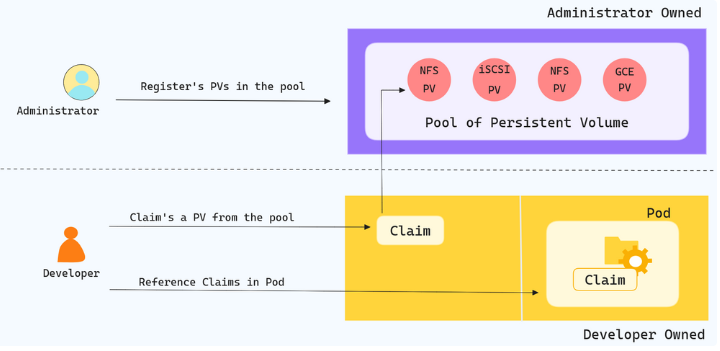 Administrator Owned
NFS
PV
iSCSI
PV
NFS
PV
GCE
PV
Register's PVs in the pool
Administrator
Pool of Persistent Volume
Claim's a PV from the pool
Claim
Pod
Developer
Reference Claims in Pod
Claim
Developer Owned